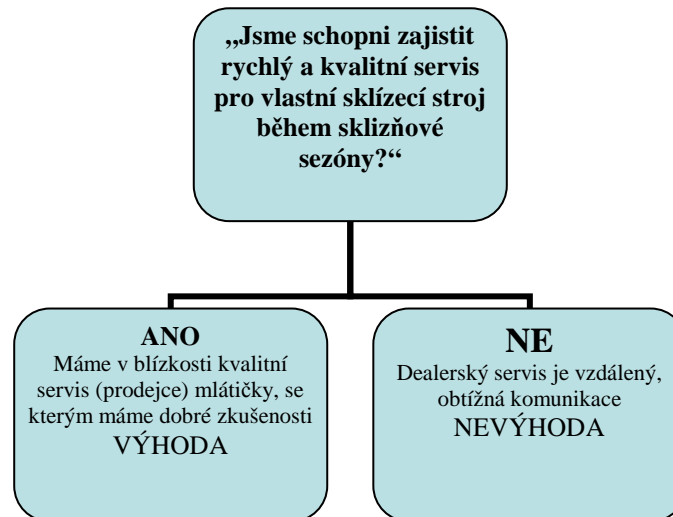 „Jsme schopni zajistit
rychlý a kvalitní servis
pro vlastní sklízecí stroj
během sklizňové
sezóny?“
ANO
Máme v blízkosti kvalitní
servis (prodejce) mlátičky, se
kterým máme dobré zkušenosti
VÝHODA
NE
Dealerský servis je vzdálený,
obtížná komunikace
NEVÝHODA